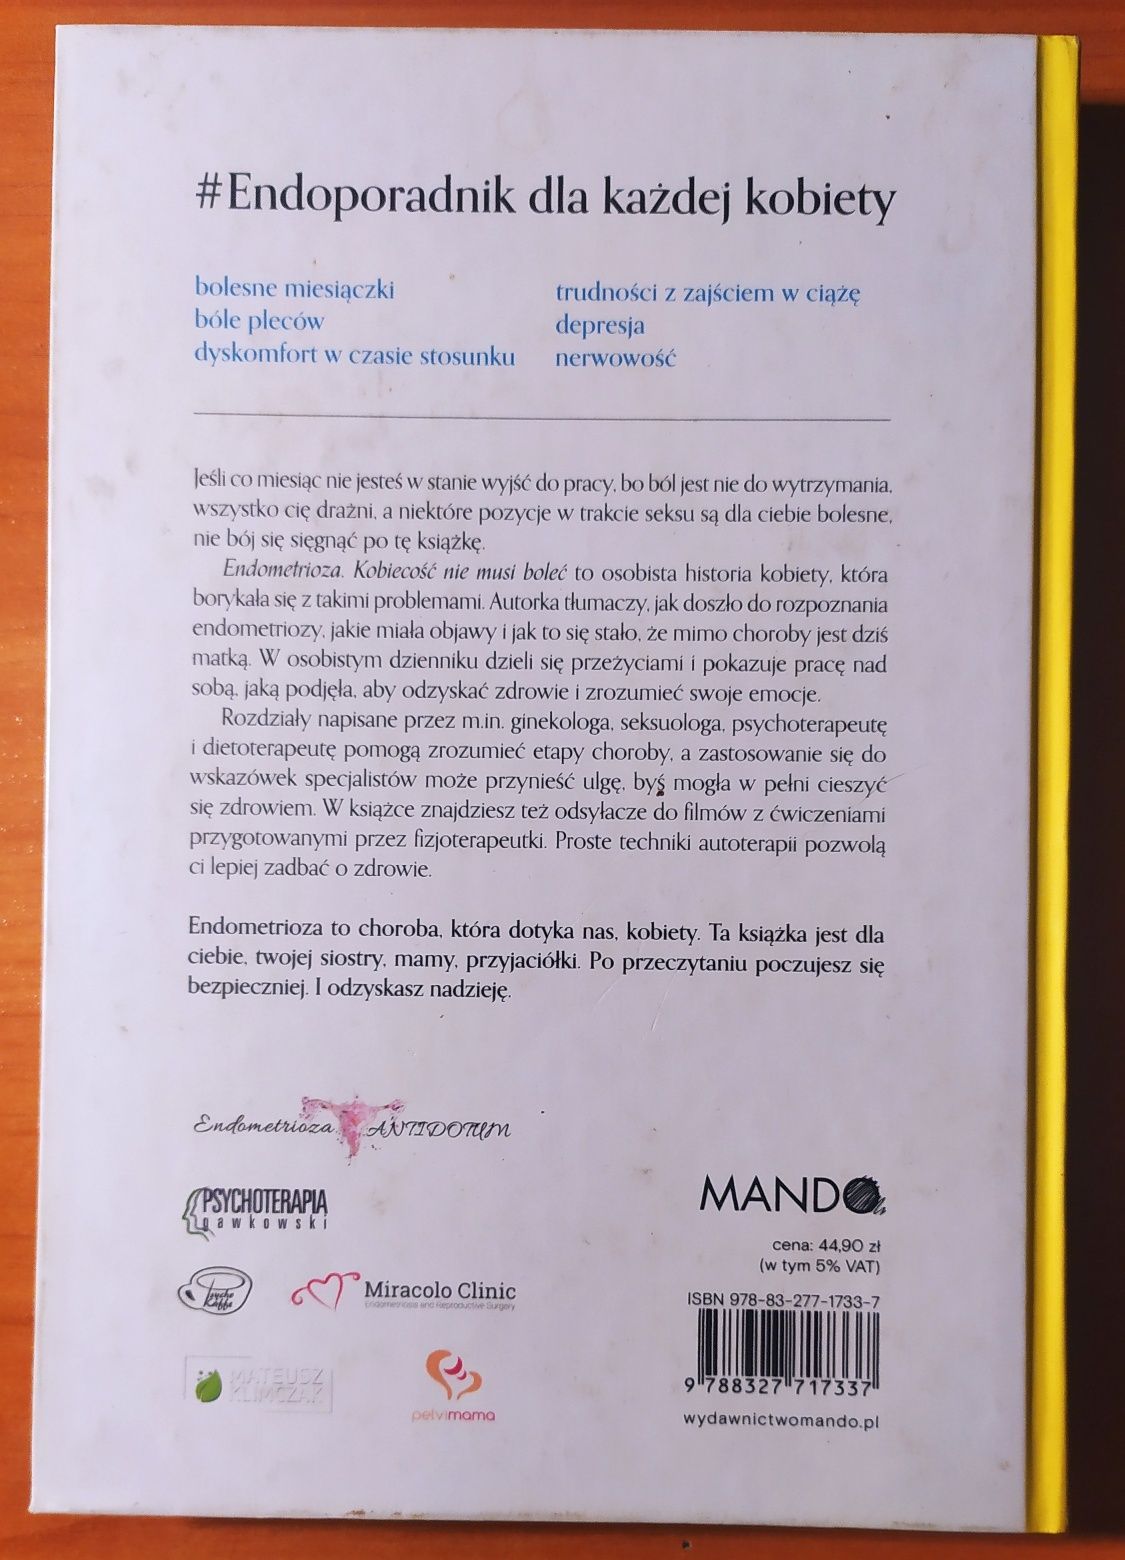 #Endoporadnik dla każdej kobiety
bolesne miesiączki
bóle pleców
dyskomfort w czasie stosunku
trudności z zajściem w ciążę
depresja
nerwowość
Jeśli co miesiąc nie jesteś w stanie wyjść do pracy, bo ból jest nie do wytrzymania,
wszystko cię drażni, a niektóre pozycje w trakcie seksu są dla ciebie bolesne,
nie bój się sięgnąć po tę książkę.
Endometrioza. Kobiecość nie musi boleć to osobista historia kobiety, która
borykała się z takimi problemami. Autorka tłumaczy, jak doszło do rozpoznania
endometriozy, jakie miała objawy i jak to się stało, że mimo choroby jest dziś
matką. W osobistym dzienniku dzieli się przeżyciami i pokazuje pracę nad
sobą, jaką podjęła, aby odzyskać zdrowie i zrozumieć swoje emocje.
Rozdziały napisane przez m.in. ginekologa, seksuologa, psychoterapeutę
i dietoterapeutę pomogą zrozumieć etapy choroby, a zastosowanie się do
wskazówek specjalistów może przynieść ulgę, byś mogła w pełni cieszyć
się zdrowiem. W książce znajdziesz też odsyłacze do filmów z ćwiczeniami
przygotowanymi przez fizjoterapeutki. Proste techniki autoterapii pozwolą
ci lepiej zadbać o zdrowie.
Endometrioza to choroba, która dotyka nas, kobiety. Ta książka jest dla
ciebie, twojej siostry, mamy, przyjaciółki. Po przeczytaniu poczujesz się
bezpieczniej. I odzyskasz nadzieję.
Endometrioza ANTIDOTUM
PSYCHOTERAPIA
gawkowski
Psycho
Kaffe
Miracolo Clinic
Endometriosis and Reproductive Surgery
MATEUSZ
KLIMCZAK
pelvimama
MANDO
cena: 44,90 zł
(w tym 5% VAT)
ISBN 978-83-277-1733-7
9 788327 717337
wydawnictwomando.pl